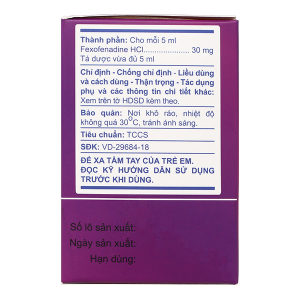 Thành phần: Cho mỗi 5 ml
Fexofenadine HCl..................... 30 mg
Tá dược vừa đủ 5 ml
Chỉ định - Chống chỉ định - Liều dùng
và cách dùng - Thận trọng - Tác dụng
phụ và các thông tin chi tiết khác:
Xem trên tờ HDSD kèm theo.
Bảo quản: Nơi khô ráo, nhiệt độ
không quá 30°C, tránh ánh sáng.
Tiêu chuẩn: TCCS
SĐK: VD-29684-18
ĐỂ XA TẦM TAY CỦA TRẺ EM.
ĐỌC KỸ HƯỚNG DẪN SỬ DỤNG
TRƯỚC KHI DÙNG.
Số lô sản xuất:
Ngày sản xuất:
Hạn dùng: